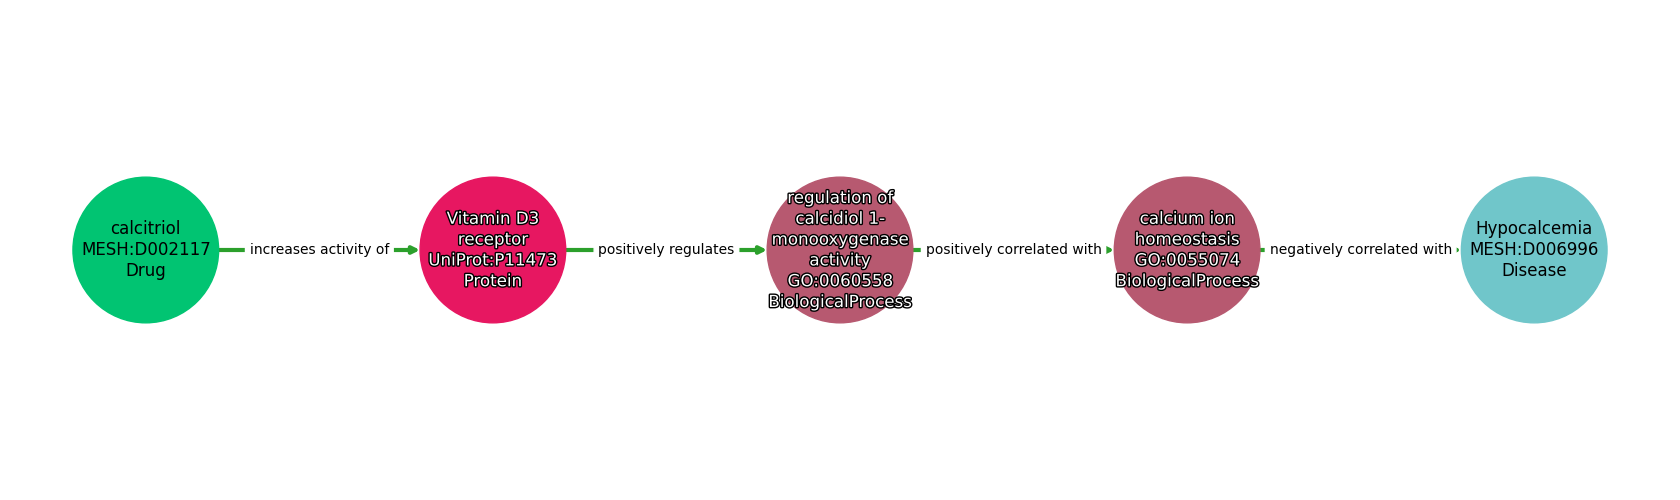 calcitriol
MESH:D002117
Drug
increases activity of
Vitamin D3
receptor
UniProt:P11473
Protein
positively regulates
regulation of
calcidiol 1-
monooxygenase
activity
GO:0060558
BiologicalProcess
positively correlated with
calcium ion
homeostasis
GO:0055074
BiologicalProcess
negatively correlated with
Hypocalcemia
MESH:D006996
Disease